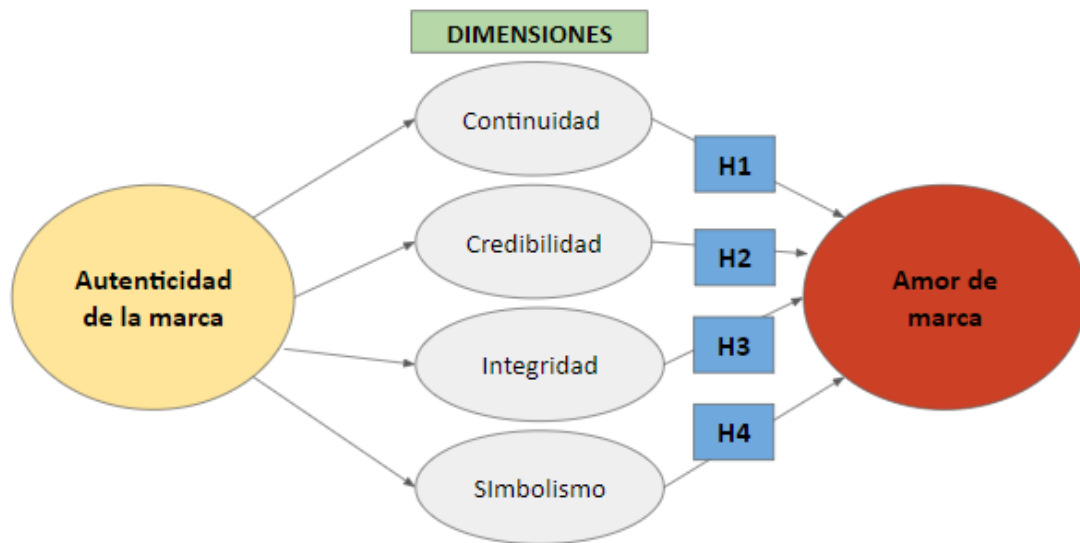 DIMENSIONES
Continuidad
H1
Credibilidad
H2
Autenticidad
de la marca
Amor de
marca
Integridad
H3
H4
SImbolismo